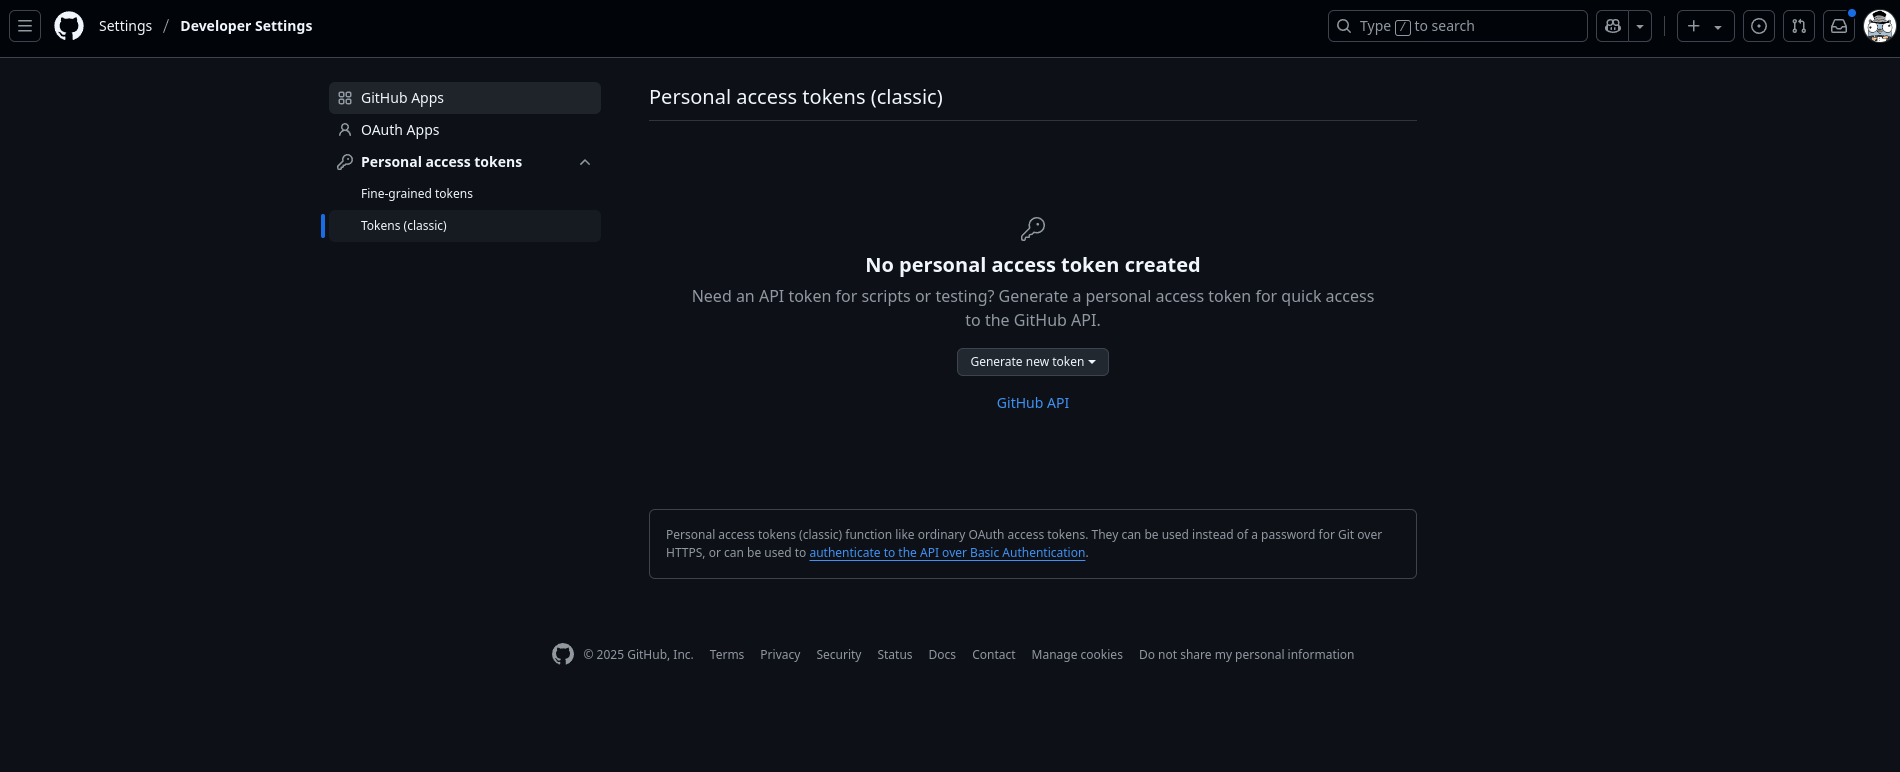 Settings / Developer Settings
Type / to search
GitHub Apps
OAuth Apps
Personal access tokens
Fine-grained tokens
Tokens (classic)
Personal access tokens (classic)
No personal access token created
Need an API token for scripts or testing? Generate a personal access token for quick access
to the GitHub API.
Generate new token
GitHub API
Personal access tokens (classic) function like ordinary OAuth access tokens. They can be used instead of a password for Git over
HTTPS, or can be used to authenticate to the API over Basic Authentication.
© 2025 GitHub, Inc. Terms Privacy Security Status Docs Contact Manage cookies Do not share my personal information